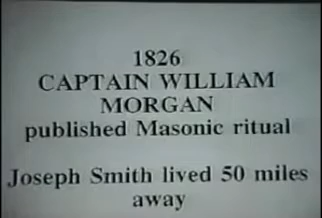 1826
CAPTAIN WILLIAM
MORGAN
published Masonic ritual
Joseph Smith lived 50 miles
away